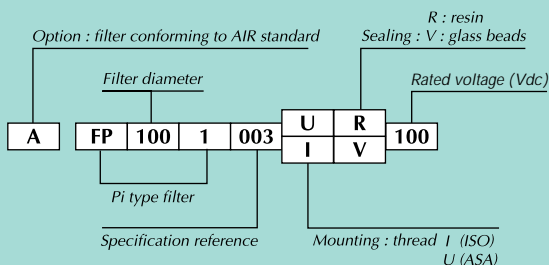 R : resin
Option : filter conforming to AIR standard
Sealing : V : glass beads
Filter diameter
Rated voltage (Vdc)
A FP 100 1 003 U R 100
I V
Pi type filter
Specification reference
Mounting : thread I (ISO)
U (ASA)